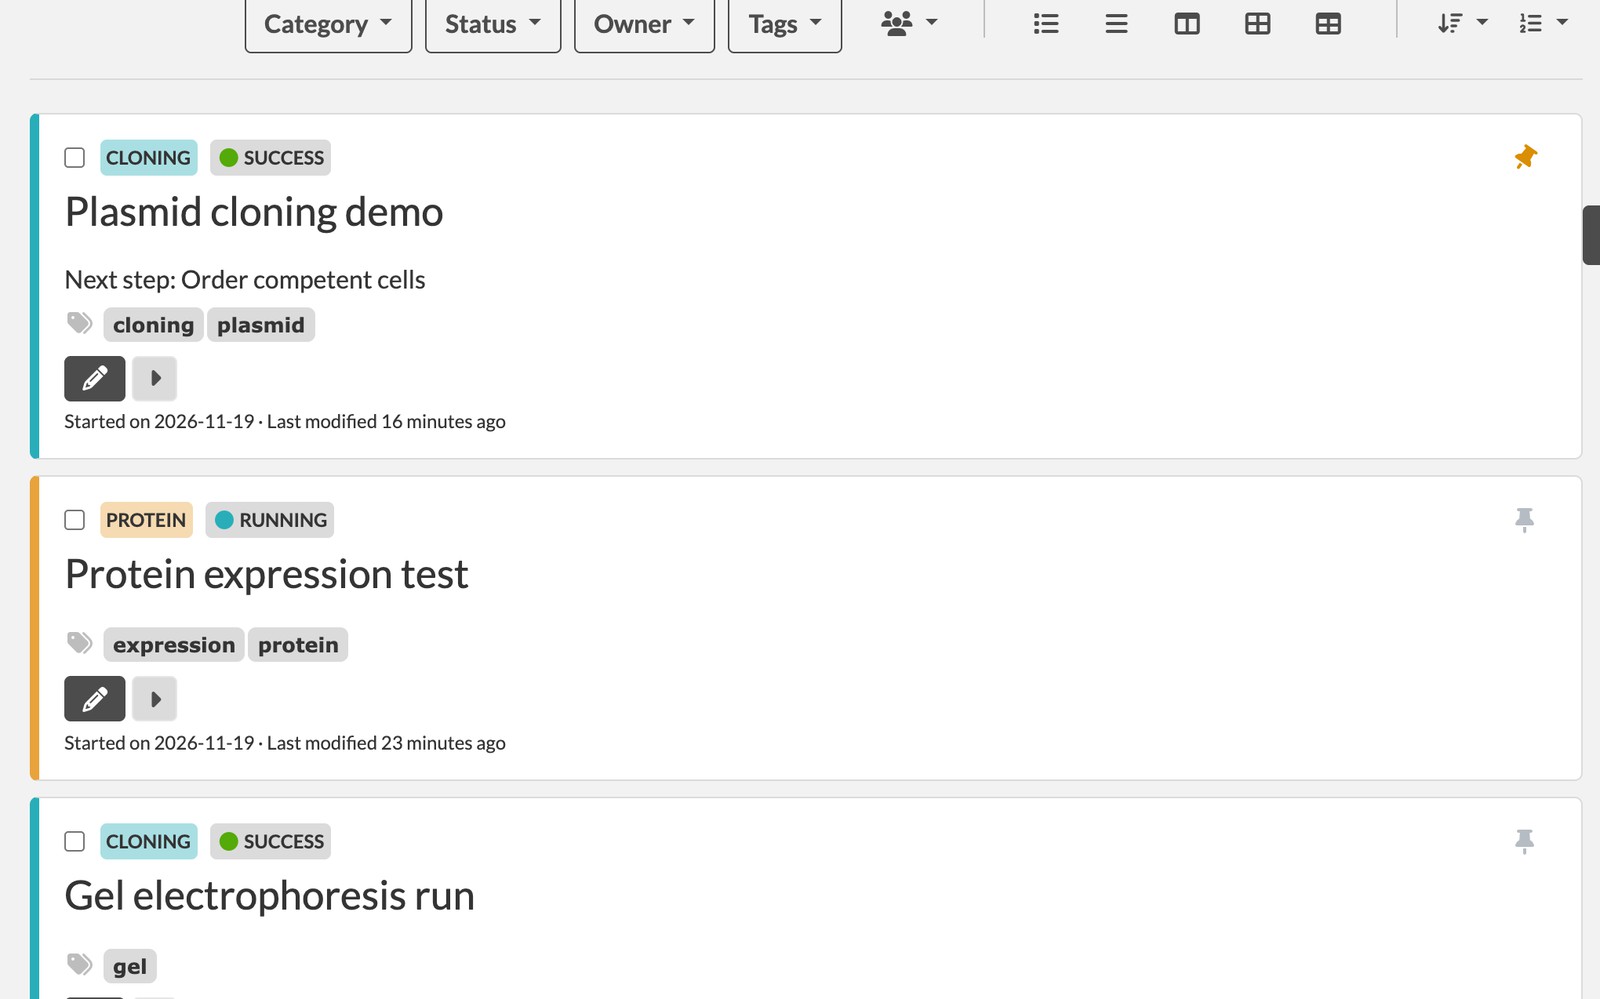 Category Status Owner Tags
CLONING SUCCESS
Plasmid cloning demo
Next step: Order competent cells
cloning plasmid
Started on 2026-11-19 · Last modified 16 minutes ago
PROTEIN RUNNING
Protein expression test
expression protein
Started on 2026-11-19 · Last modified 23 minutes ago
CLONING SUCCESS
Gel electrophoresis run
gel